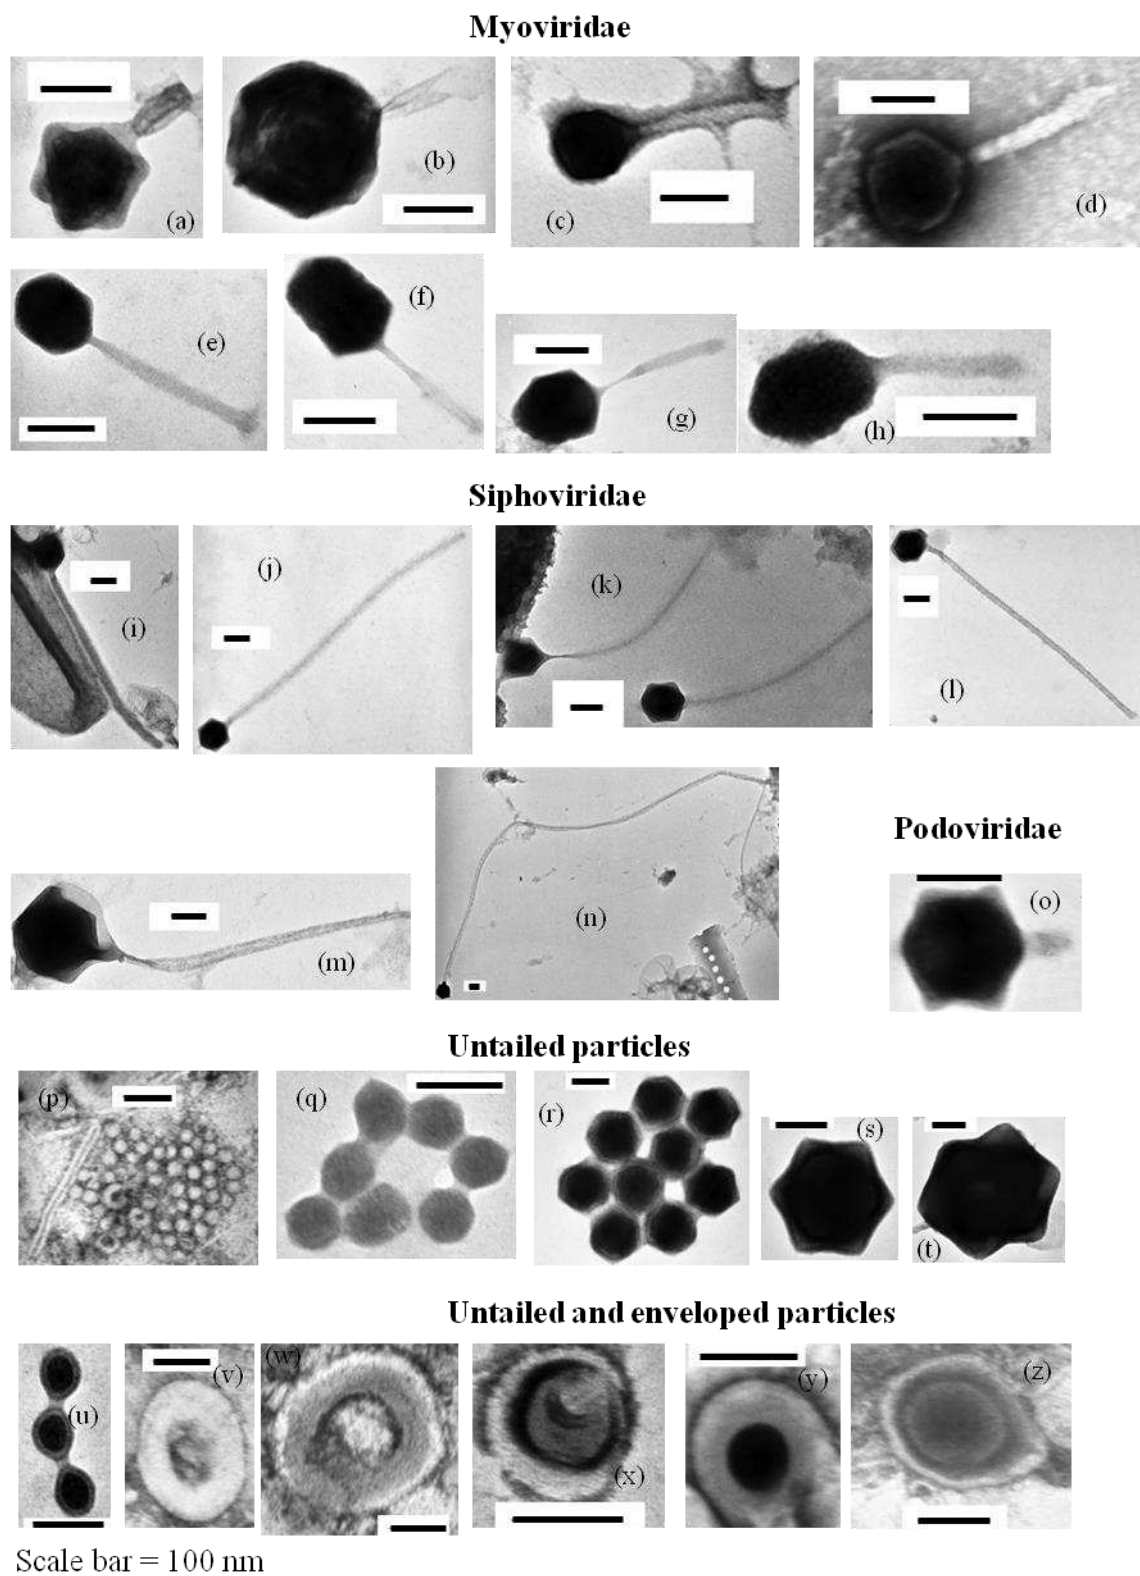 Myoviridae
(a)
(b)
(c)
(d)
(e)
(f)
(g)
(h)
Siphoviridae
(i)
(j)
(k)
(l)
(m)
(n)
Podoviridae
(o)
Untailed particles
(p)
(q)
(r)
(s)
(t)
Untailed and enveloped particles
(u)
(v)
(w)
(x)
(y)
(z)
Scale bar = 100 nm